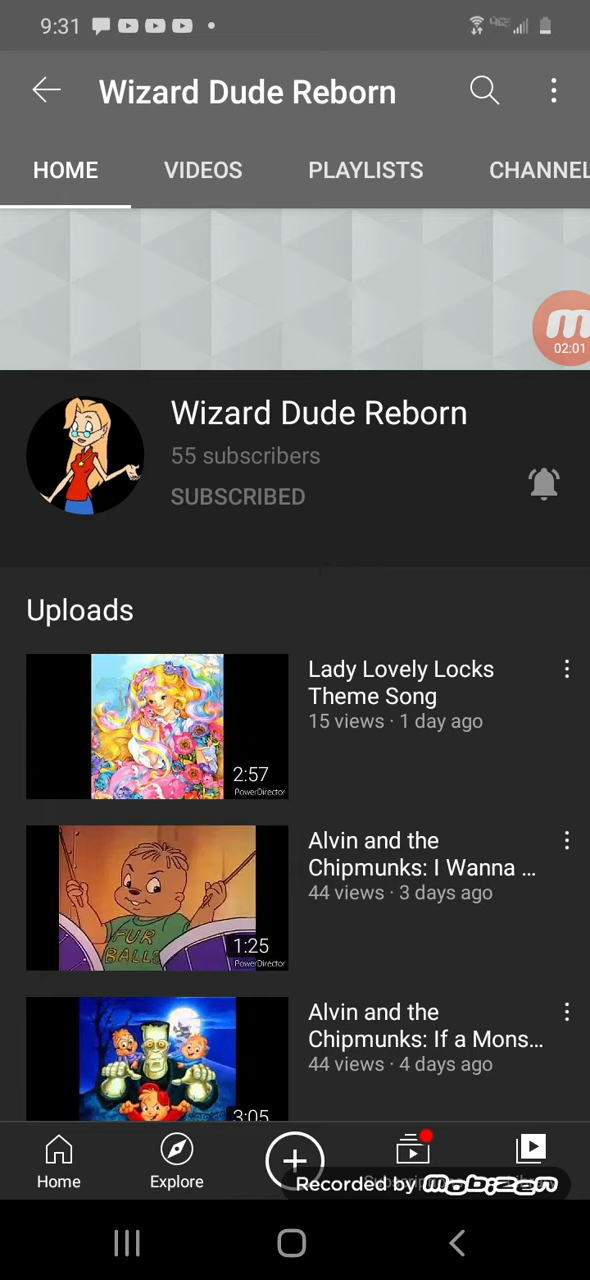 9:31
Wizard Dude Reborn
HOME VIDEOS PLAYLISTS CHANNEL
m
02:01
Wizard Dude Reborn
55 subscribers
SUBSCRIBED
Uploads
Lady Lovely Locks
Theme Song
15 views · 1 day ago
2:57
PowerDirector
Alvin and the
Chipmunks: I Wanna ...
44 views · 3 days ago
FUR
BALLS
1:25
PowerDirector
Alvin and the
Chipmunks: If a Mons...
44 views · 4 days ago
3:05
Home Explore
Recorded by mobizen